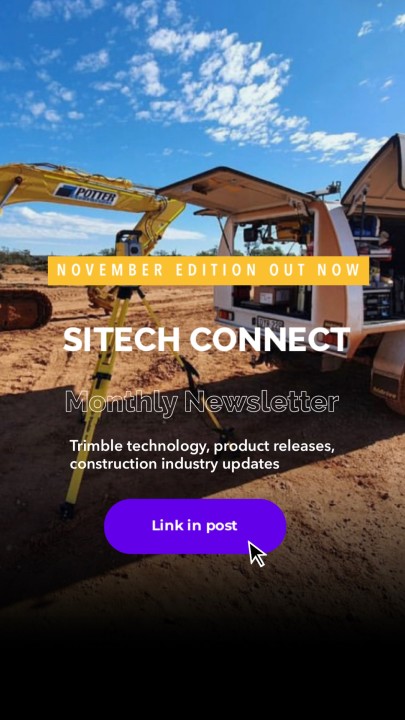 POTTER
NOVEMBER EDITION OUT NOW
SITECH CONNECT
Monthly Newsletter
Trimble technology, product releases,
construction industry updates
Link in post